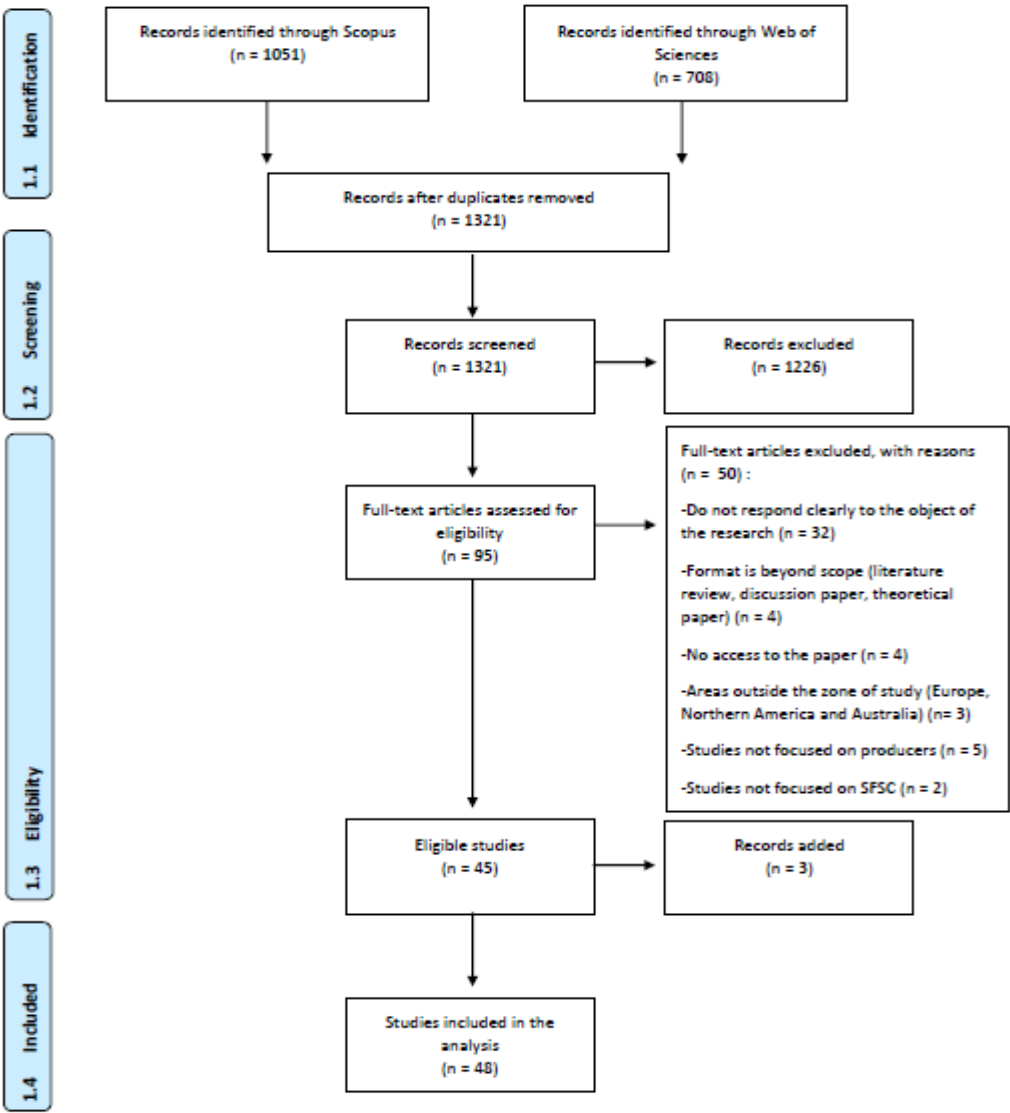 1.1 Identification
Records identified through Scopus
(n = 1051)
Records identified through Web of
Sciences
(n = 708)
Records after duplicates removed
(n = 1321)
1.2 Screening
Records screened
(n = 1321)
Records excluded
(n = 1226)
1.3 Eligibility
Full-text articles assessed for
eligibility
(n = 95)
Full-text articles excluded, with reasons
(n = 50) :
-Do not respond clearly to the object of
the research (n = 32)
-Format is beyond scope (literature
review, discussion paper, theoretical
paper) (n = 4)
-No access to the paper (n = 4)
-Areas outside the zone of study (Europe,
Northern America and Australia) (n= 3)
-Studies not focused on producers (n = 5)
-Studies not focused on SFSC (n = 2)
Eligible studies
(n = 45)
Records added
(n = 3)
1.4 Included
Studies included in the
analysis
(n = 48)